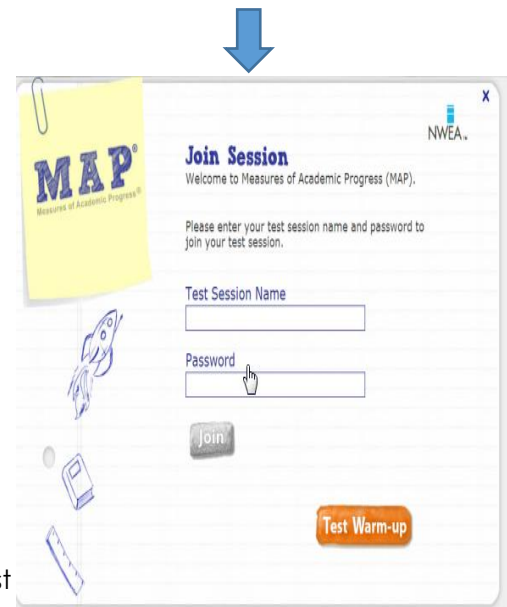 x
NWEA™
MAP®
Measures of Academic Progress®
Join Session
Welcome to Measures of Academic Progress (MAP).
Please enter your test session name and password to
join your test session.
Test Session Name
Password
Join
Test Warm-up